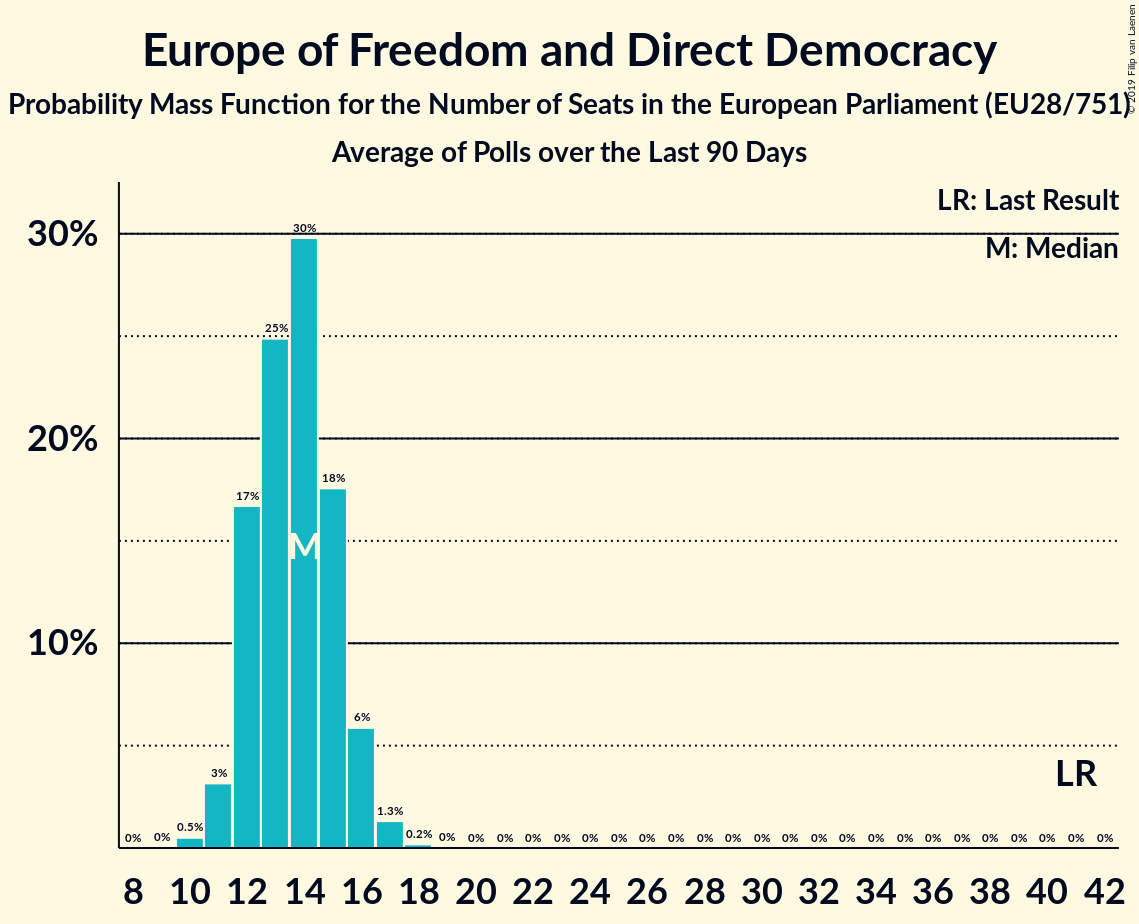 Europe of Freedom and Direct Democracy
Probability Mass Function for the Number of Seats in the European Parliament (EU28/751)
Average of Polls over the Last 90 Days
© 2019 Filip van Laenen
LR: Last Result
M: Median
30%
20%
10%
0% 0% 0.5% 3% 17% 25% 30% 18% 6% 1.3% 0.2% 0% 0% 0% 0% 0% 0% 0% 0% 0% 0% 0% 0% 0% 0% 0% 0% 0% 0% 0% 0% 0% 0% 0% 0%
M
LR
8 10 12 14 16 18 20 22 24 26 28 30 32 34 36 38 40 42